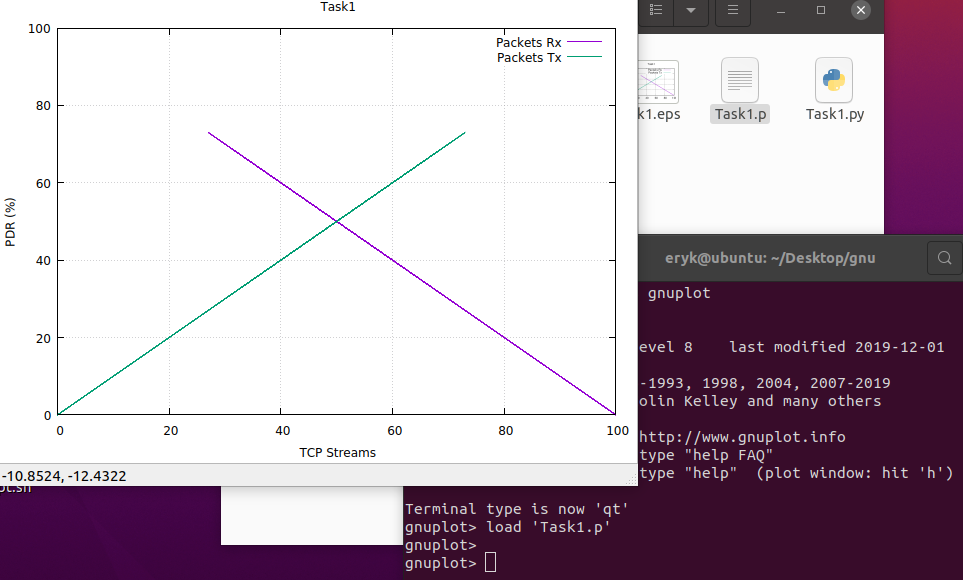 Task1
100
80
60
40
20
0
PDR (%)
Packets Rx
Packets Tx
0 20 40 60 80 100
TCP Streams
-10.8524, -12.4322
k1.eps Task1.p Task1.py
eryk@ubuntu: ~/Desktop/gnu
gnuplot
evel 8    last modified 2019-12-01
-1993, 1998, 2004, 2007-2019
olin Kelley and many others
http://www.gnuplot.info
type "help FAQ"
type "help"  (plot window: hit 'h')
Terminal type is now 'qt'
gnuplot> load 'Task1.p'
gnuplot>
gnuplot>